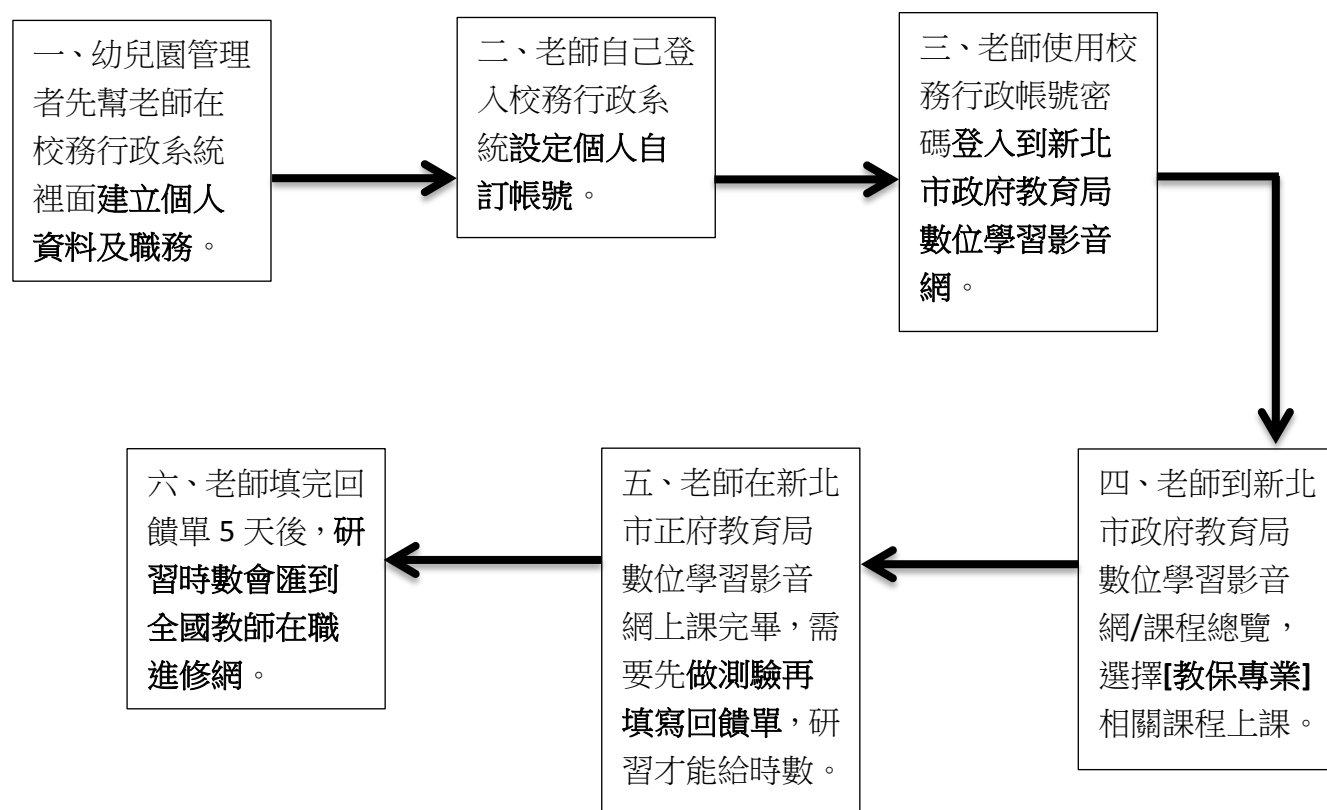 一、幼兒園管理
者先幫老師在
校務行政系統
裡面建立個人
資料及職務。
二、老師自己登
入校務行政系
統設定個人自
訂帳號。
三、老師使用校
務行政帳號密
碼登入到新北
市政府教育局
數位學習影音
網。
四、老師到新北
市政府教育局
數位學習影音
網/課程總覽,
選擇[教保專業]
相關課程上課。
五、老師在新北
市正府教育局
數位學習影音
網上課完畢,需
要先做測驗再
填寫回饋單,研
習才能給時數。
六、老師填完回
饋單 5 天後,研
習時數會匯到
全國教師在職
進修網。